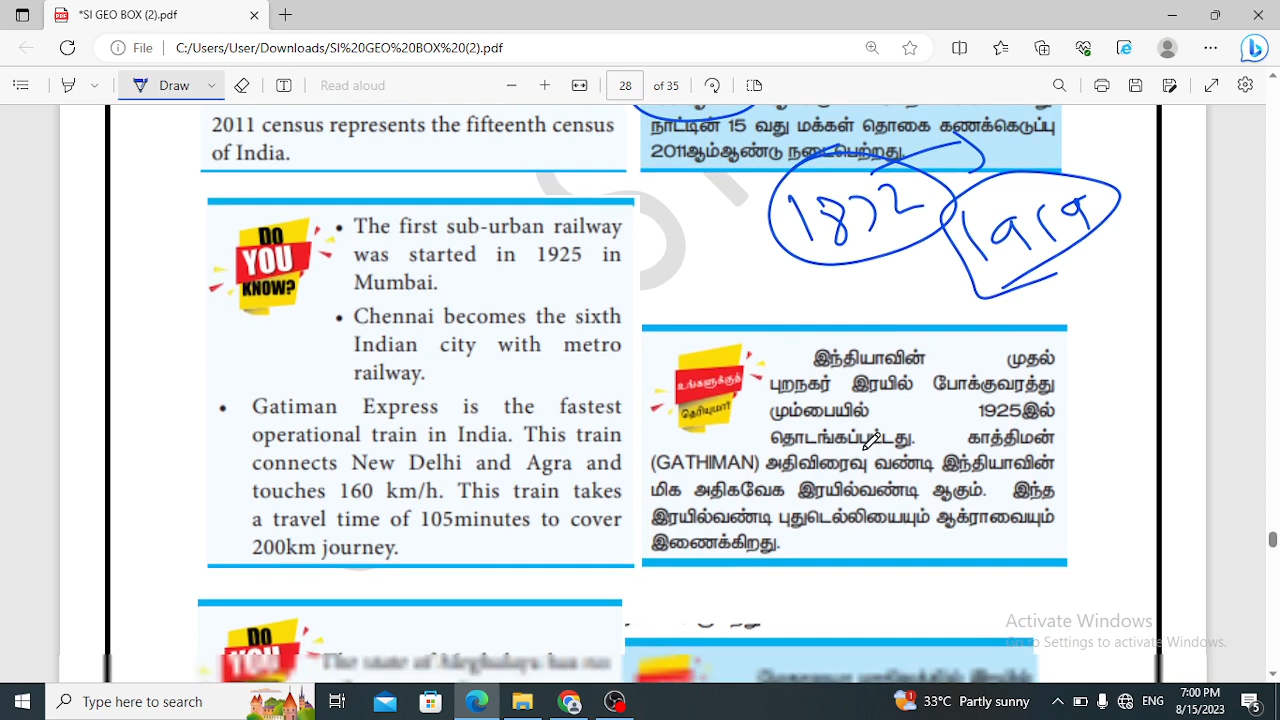 *SI GEO BOX (2).pdf
File
C:/Users/User/Downloads/SI%20GEO%20BOX%20(2).pdf
Draw
Read aloud
28
of 35
2011 census represents the fifteenth census
of India.
நாட்டின் 15 வது மக்கள் தொகை கணக்கெடுப்பு
2011ஆம்ஆண்டு நடைபெற்றது.
1872
1919
DO
YOU
KNOW?
• The first sub-urban railway
was started in 1925 in
Mumbai.
• Chennai becomes the sixth
Indian city with metro
railway.
• Gatiman Express is the fastest
operational train in India. This train
connects New Delhi and Agra and
touches 160 km/h. This train takes
a travel time of 105minutes to cover
200km journey.
உங்களுக்குத்
தெரியுமா?
இந்தியாவின் முதல்
புறநகர் இரயில் போக்குவரத்து
மும்பையில் 1925இல்
தொடங்கப்பட்டது. காத்திமன்
(GATHIMAN) அதிவிரைவு வண்டி இந்தியாவின்
மிக அதிகவேக இரயில்வண்டி ஆகும். இந்த
இரயில்வண்டி புதுடெல்லியையும் ஆக்ராவையும்
இணைக்கிறது.
DO
YOU
The state of Meghalaya has no
Activate Windows
Go to Settings to activate Windows.
Type here to search
33°C Partly sunny
ENG
7:00 PM
8/15/2023